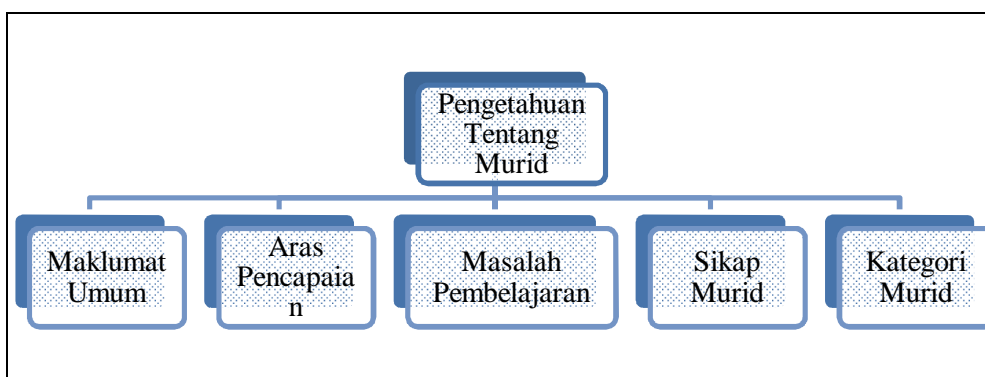 Pengetahuan
Tentang
Murid
Maklumat
Umum
Aras
Pencapaia
n
Masalah
Pembelajaran
Sikap
Murid
Kategori
Murid